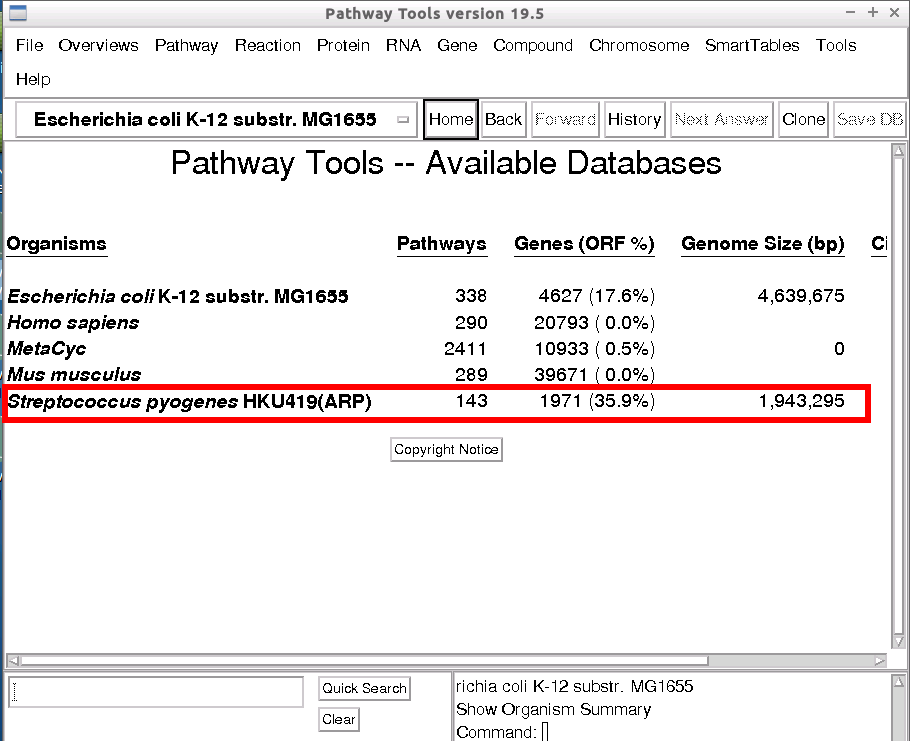 Pathway Tools version 19.5
File Overviews Pathway Reaction Protein RNA Gene Compound Chromosome SmartTables Tools
Help
Escherichia coli K-12 substr. MG1655 Home Back Forward History Next Answer Clone Save DB
Pathway Tools -- Available Databases
Organisms Pathways Genes (ORF %) Genome Size (bp) Ci
Escherichia coli K-12 substr. MG1655 338 4627 (17.6%) 4,639,675
Homo sapiens 290 20793 ( 0.0%)
MetaCyc 2411 10933 ( 0.5%) 0
Mus musculus 289 39671 ( 0.0%)
Streptococcus pyogenes HKU419(ARP) 143 1971 (35.9%) 1,943,295
Copyright Notice
Quick Search
Clear
richia coli K-12 substr. MG1655
Show Organism Summary
Command: